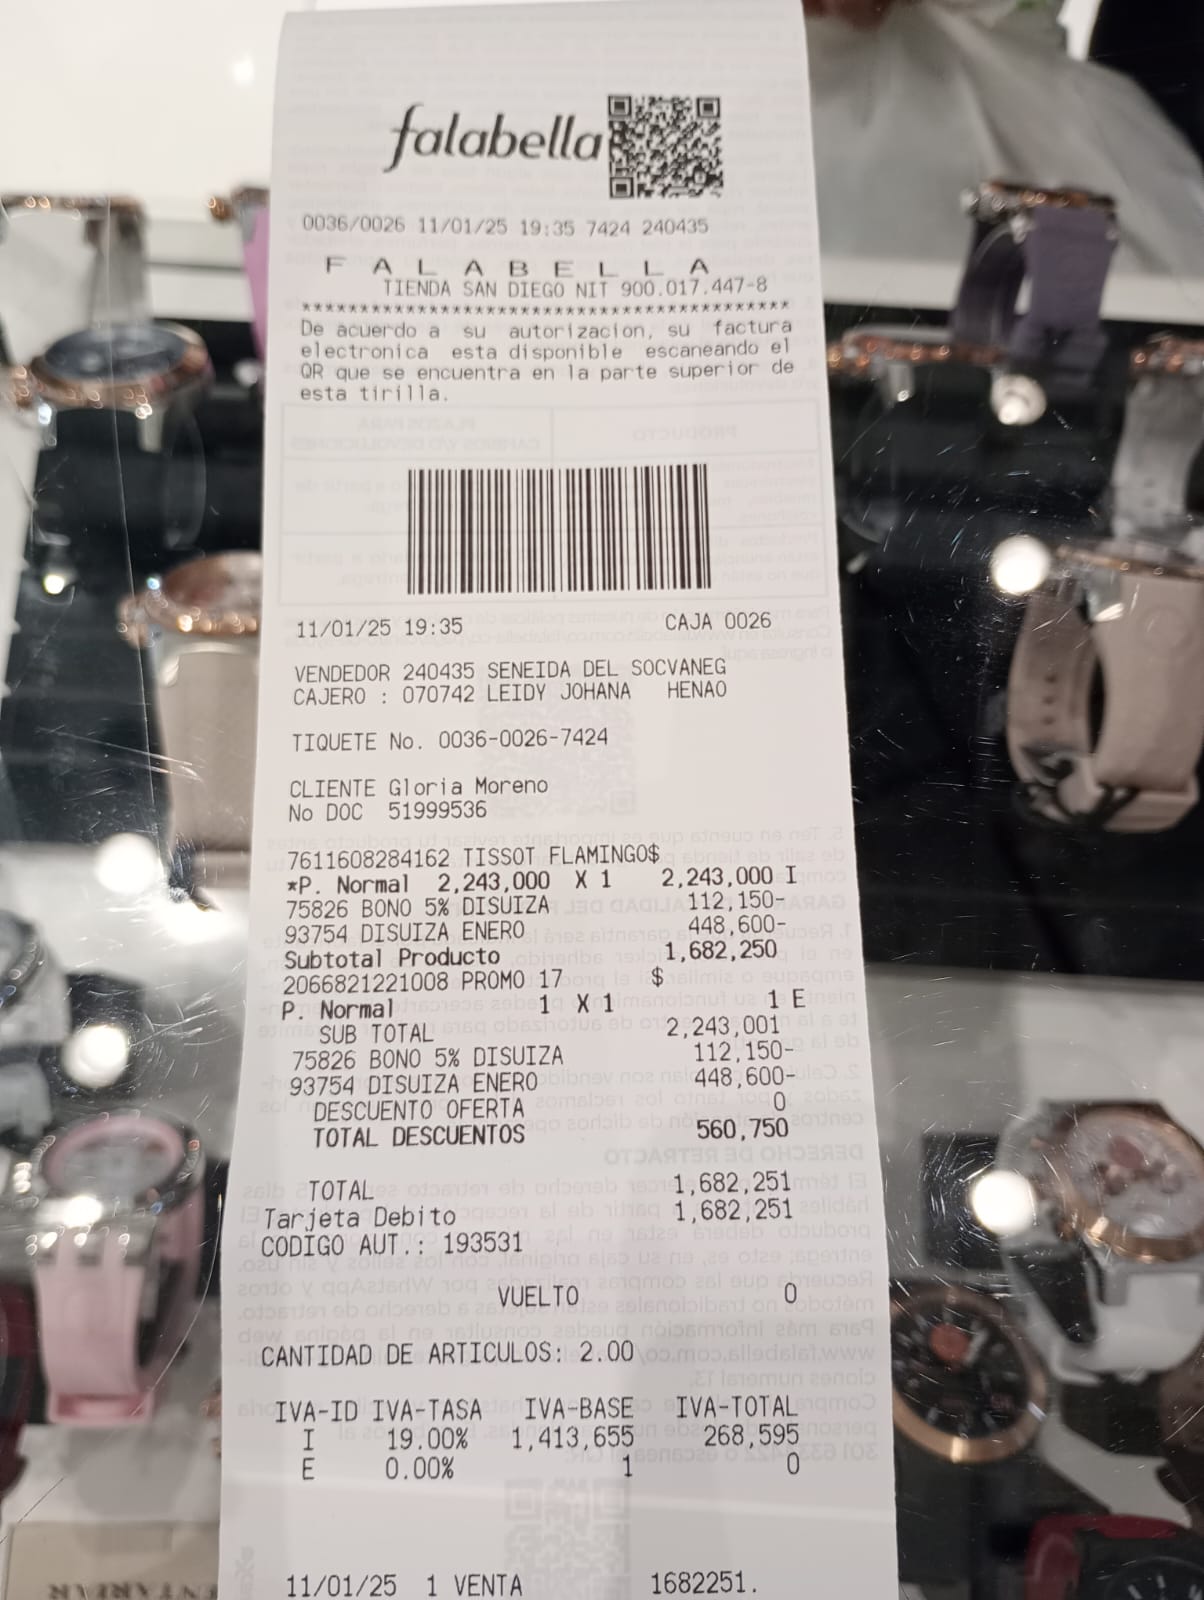 falabella
0036/0026 11/01/25 19:35 7424 240435
F A L A B E L L A
TIENDA SAN DIEGO NIT 900.017.447-8
******************************************
De acuerdo a su autorizacion, su factura
electronica esta disponible escaneando el
QR que se encuentra en la parte superior de
esta tirilla.
11/01/25 19:35 CAJA 0026
VENDEDOR 240435 SENEIDA DEL SOCVANEG
CAJERO : 070742 LEIDY JOHANA HENAO
TIQUETE No. 0036-0026-7424
CLIENTE Gloria Moreno
No DOC 51999536
7611608284162 TISSOT FLAMINGO$
*P. Normal 2,243,000 X 1 2,243,000 I
75826 BONO 5% DISUIZA 112,150-
93754 DISUIZA ENERO 448,600-
Subtotal Producto 1,682,250
2066821221008 PROMO 17 $
P. Normal 1 X 1 1 E
SUB TOTAL 2,243,001
75826 BONO 5% DISUIZA 112,150-
93754 DISUIZA ENERO 448,600-
DESCUENTO OFERTA 0
TOTAL DESCUENTOS 560,750
TOTAL 1,682,251
Tarjeta Debito 1,682,251
CODIGO AUT.: 193531
VUELTO 0
CANTIDAD DE ARTICULOS: 2.00
IVA-ID IVA-TASA IVA-BASE IVA-TOTAL
I 19.00% 1,413,655 268,595
E 0.00% 1 0
11/01/25 1 VENTA 1682251.